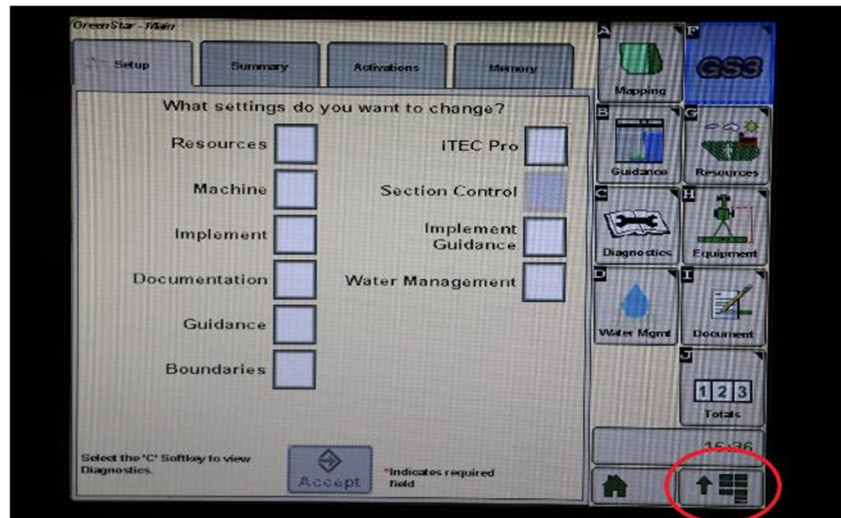 GreenStar - Main
Setup
Summary
Activations
Memory
What settings do you want to change?
Resources
Machine
Implement
Documentation
Guidance
Boundaries
iTEC Pro
Section Control
Implement
Guidance
Water Management
Select the 'C' Softkey to view
Diagnostics.
Accept
*Indicates required
field
A
Mapping
F
GS3
B
Guidance
G
Resources
C
Diagnostics
H
Equipment
D
Water Mgmt
I
Document
J
1 2 3
Totals
16:36